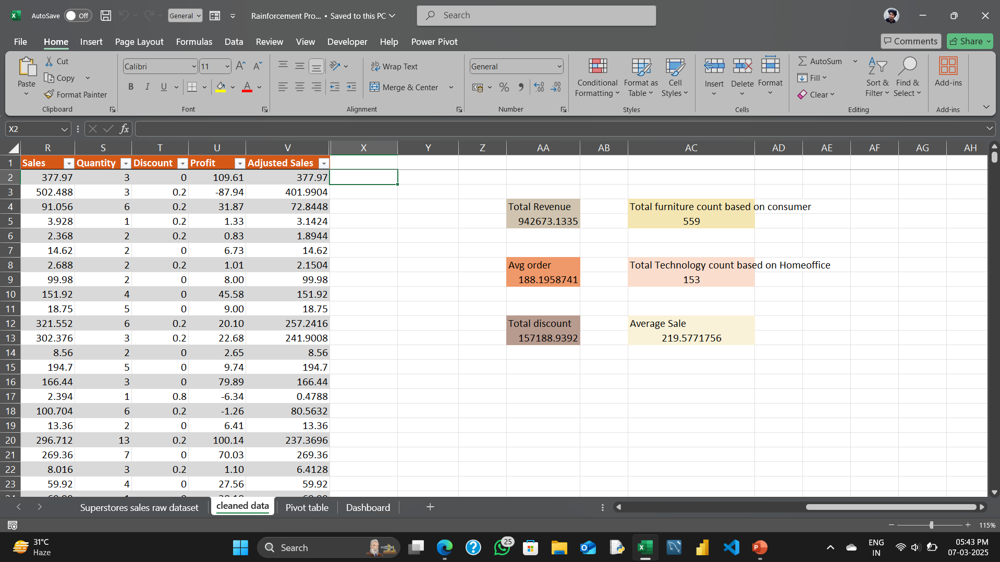 AutoSave Off General Rainforcement Pro... • Saved to this PC Search
File Home Insert Page Layout Formulas Data Review View Developer Help Power Pivot Comments Share
Paste Cut Copy Format Painter Clipboard
Calibri 11 B I U A Font
Wrap Text Merge & Center Alignment
General % Number
Conditional Formatting Format as Table Cell Styles Styles
Insert Delete Format Cells
AutoSum Fill Clear Sort & Filter Find & Select Editing
Add-ins Add-ins
X2 fx
R S T U V X Y Z AA AB AC AD AE AF AG AH
1 Sales Quantity Discount Profit Adjusted Sales
2 377.97 3 0 109.61 377.97
3 502.488 3 0.2 -87.94 401.9904
4 91.056 6 0.2 31.87 72.8448 Total Revenue Total furniture count based on consumer
5 3.928 1 0.2 1.33 3.1424 942673.1335 559
6 2.368 2 0.2 0.83 1.8944
7 14.62 2 0 6.73 14.62
8 2.688 2 0.2 1.01 2.1504 Avg order Total Technology count based on Homeoffice
9 99.98 2 0 8.00 99.98 188.1958741 153
10 151.92 4 0 45.58 151.92
11 18.75 5 0 9.00 18.75
12 321.552 6 0.2 20.10 257.2416 Total discount Average Sale
13 302.376 3 0.2 22.68 241.9008 157188.9392 219.5771756
14 8.56 2 0 2.65 8.56
15 194.7 5 0 9.74 194.7
16 166.44 3 0 79.89 166.44
17 2.394 1 0.8 -6.34 0.4788
18 100.704 6 0.2 -1.26 80.5632
19 13.36 2 0 6.41 13.36
20 296.712 13 0.2 100.14 237.3696
21 269.36 7 0 70.03 269.36
22 8.016 3 0.2 1.10 6.4128
23 59.92 4 0 27.56 59.92
Superstores sales raw dataset cleaned data Pivot table Dashboard
115%
31°C Haze Search 25 ENG IN 05:43 PM 07-03-2025